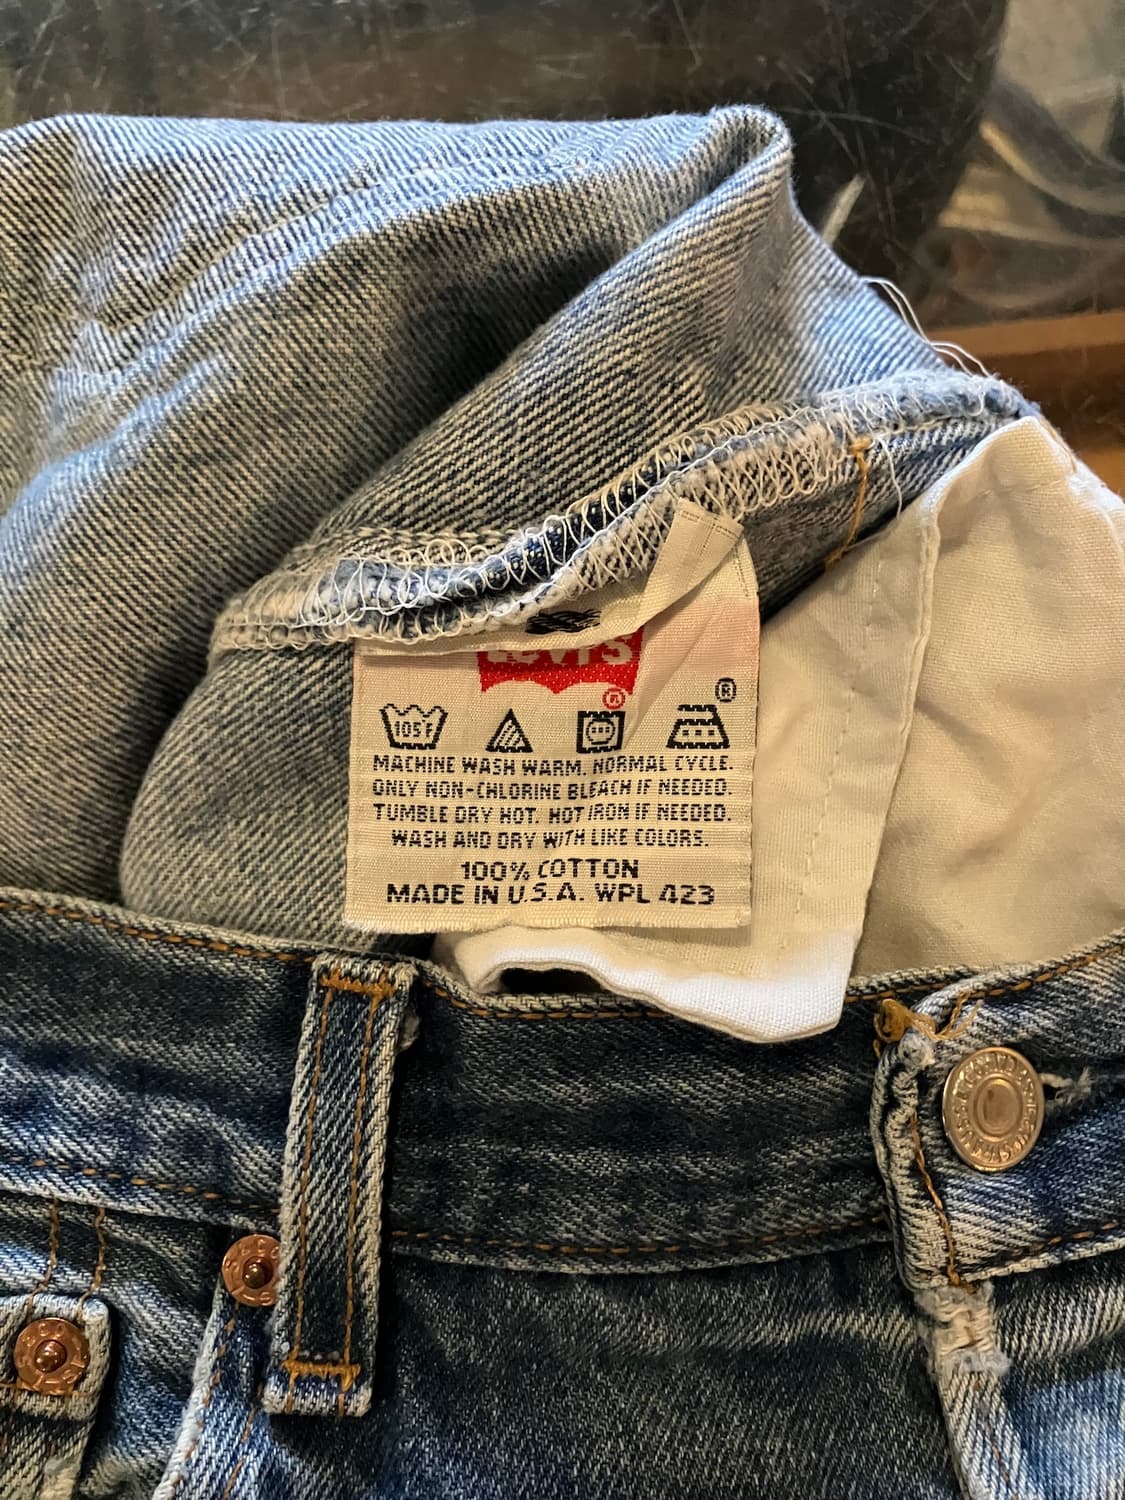 LEVI'S
®
®
105F
MACHINE WASH WARM. NORMAL CYCLE.
ONLY NON-CHLORINE BLEACH IF NEEDED.
TUMBLE DRY HOT. HOT IRON IF NEEDED.
WASH AND DRY WITH LIKE COLORS.
100% COTTON
MADE IN U.S.A. WPL 423